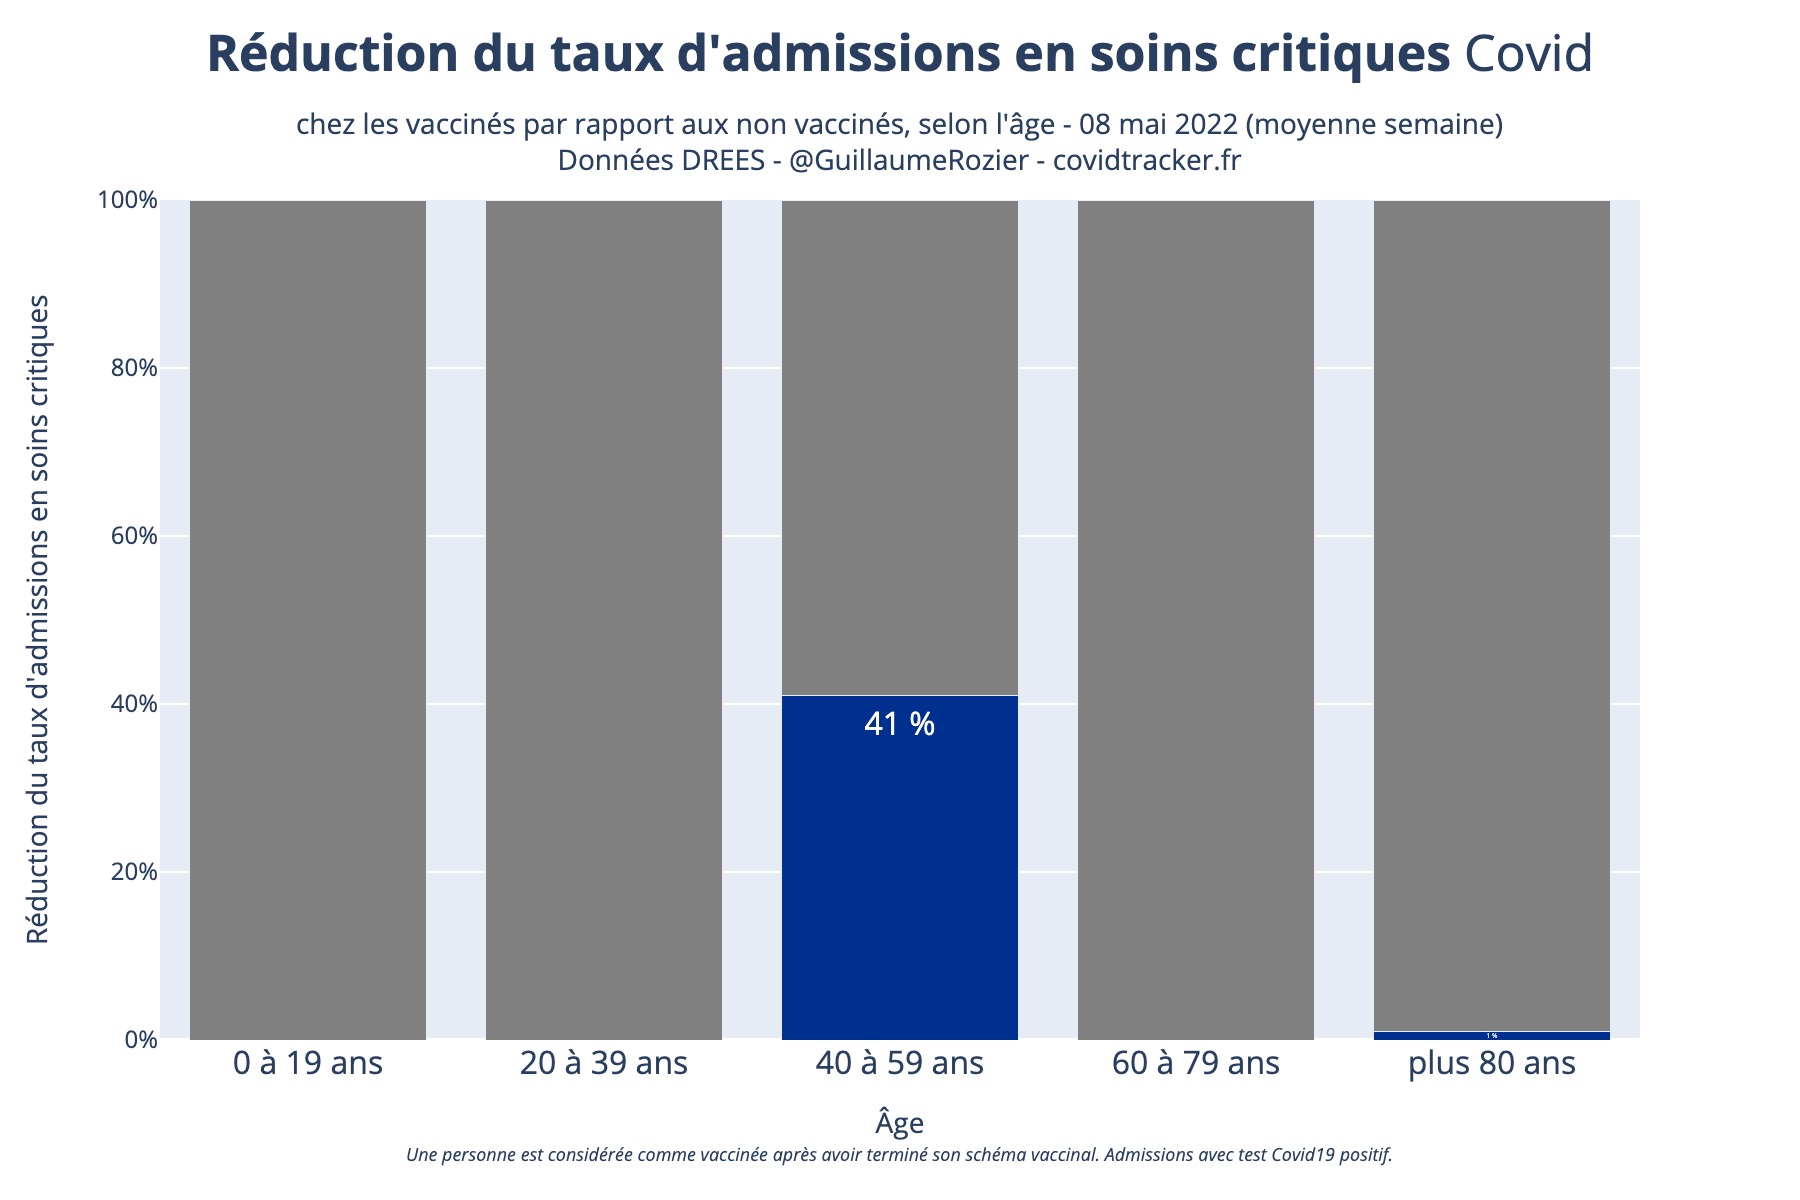 Réduction du taux d'admissions en soins critiques Covid
chez les vaccinés par rapport aux non vaccinés, selon l'âge - 08 mai 2022 (moyenne semaine)
Données DREES - @GuillaumeRozier - covidtracker.fr
Réduction du taux d'admissions en soins critiques
100%
80%
60%
40%
20%
0%
41 %
1 %
0 à 19 ans
20 à 39 ans
40 à 59 ans
60 à 79 ans
plus 80 ans
Âge
Une personne est considérée comme vaccinée après avoir terminé son schéma vaccinal. Admissions avec test Covid19 positif.